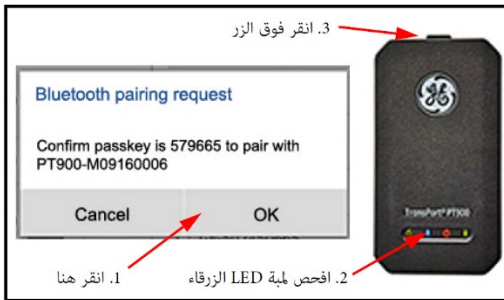 3. انقر فوق الزر
Bluetooth pairing request
Confirm passkey is 579665 to pair with
PT900-M09160006
Cancel
OK
TransPort® PT900
1. انقر هنا
2. افحص لمبة LED الزرقاء